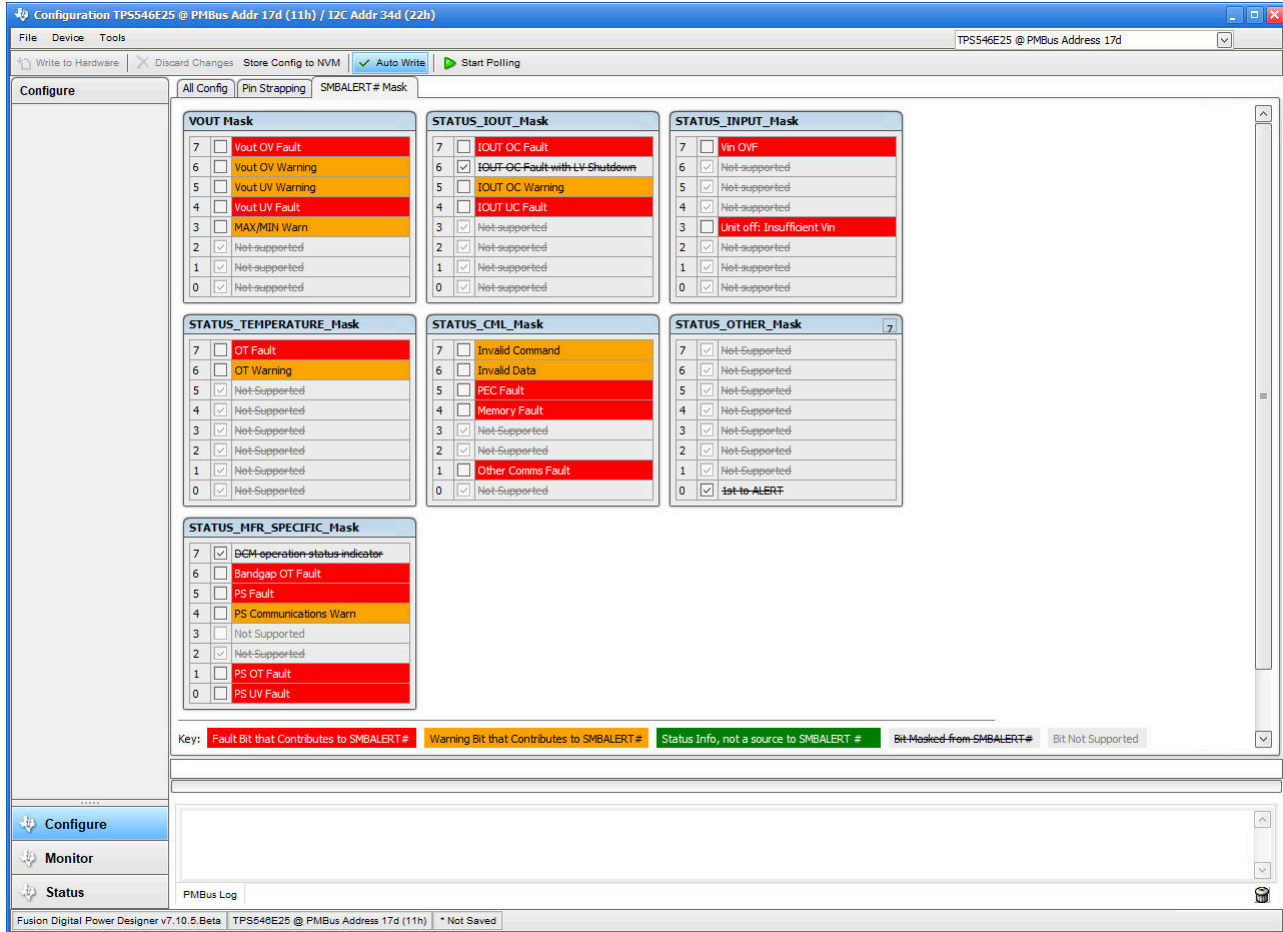 Configuration TPS546E25 @ PMBus Addr 17d (11h) / I2C Addr 34d (22h)
File Device Tools
TPS546E25 @ PMBus Address 17d
Write to Hardware Discard Changes Store Config to NVM Auto Write Start Polling
Configure
All Config Pin Strapping SMBALERT# Mask
VOUT Mask
7 Vout OV Fault
6 Vout OV Warning
5 Vout UV Warning
4 Vout UV Fault
3 MAX/MIN Warn
2 Not supported
1 Not supported
0 Not supported
STATUS_IOUT_Mask
7 IOUT OC Fault
6 IOUT OC Fault with LV Shutdown
5 IOUT OC Warning
4 IOUT UC Fault
3 Not supported
2 Not supported
1 Not supported
0 Not supported
STATUS_INPUT_Mask
7 Vin OVF
6 Not supported
5 Not supported
4 Not supported
3 Unit off: Insufficient Vin
2 Not supported
1 Not supported
0 Not supported
STATUS_TEMPERATURE_Mask
7 OT Fault
6 OT Warning
5 Not Supported
4 Not Supported
3 Not Supported
2 Not Supported
1 Not Supported
0 Not Supported
STATUS_CML_Mask
7 Invalid Command
6 Invalid Data
5 PEC Fault
4 Memory Fault
3 Not Supported
2 Not Supported
1 Other Comms Fault
0 Not Supported
STATUS_OTHER_Mask 7
7 Not Supported
6 Not Supported
5 Not Supported
4 Not Supported
3 Not Supported
2 Not Supported
1 Not Supported
0 1st to ALERT
STATUS_MFR_SPECIFIC_Mask
7 DCM operation status indicator
6 Bandgap OT Fault
5 PS Fault
4 PS Communications Warn
3 Not Supported
2 Not Supported
1 PS OT Fault
0 PS UV Fault
Key: Fault Bit that Contributes to SMBALERT# Warning Bit that Contributes to SMBALERT# Status Info, not a source to SMBALERT # Bit Masked from SMBALERT# Bit Not Supported
Configure
Monitor
Status
PMBus Log
Fusion Digital Power Designer v7.10.5.Beta TPS546E25 @ PMBus Address 17d (11h) * Not Saved